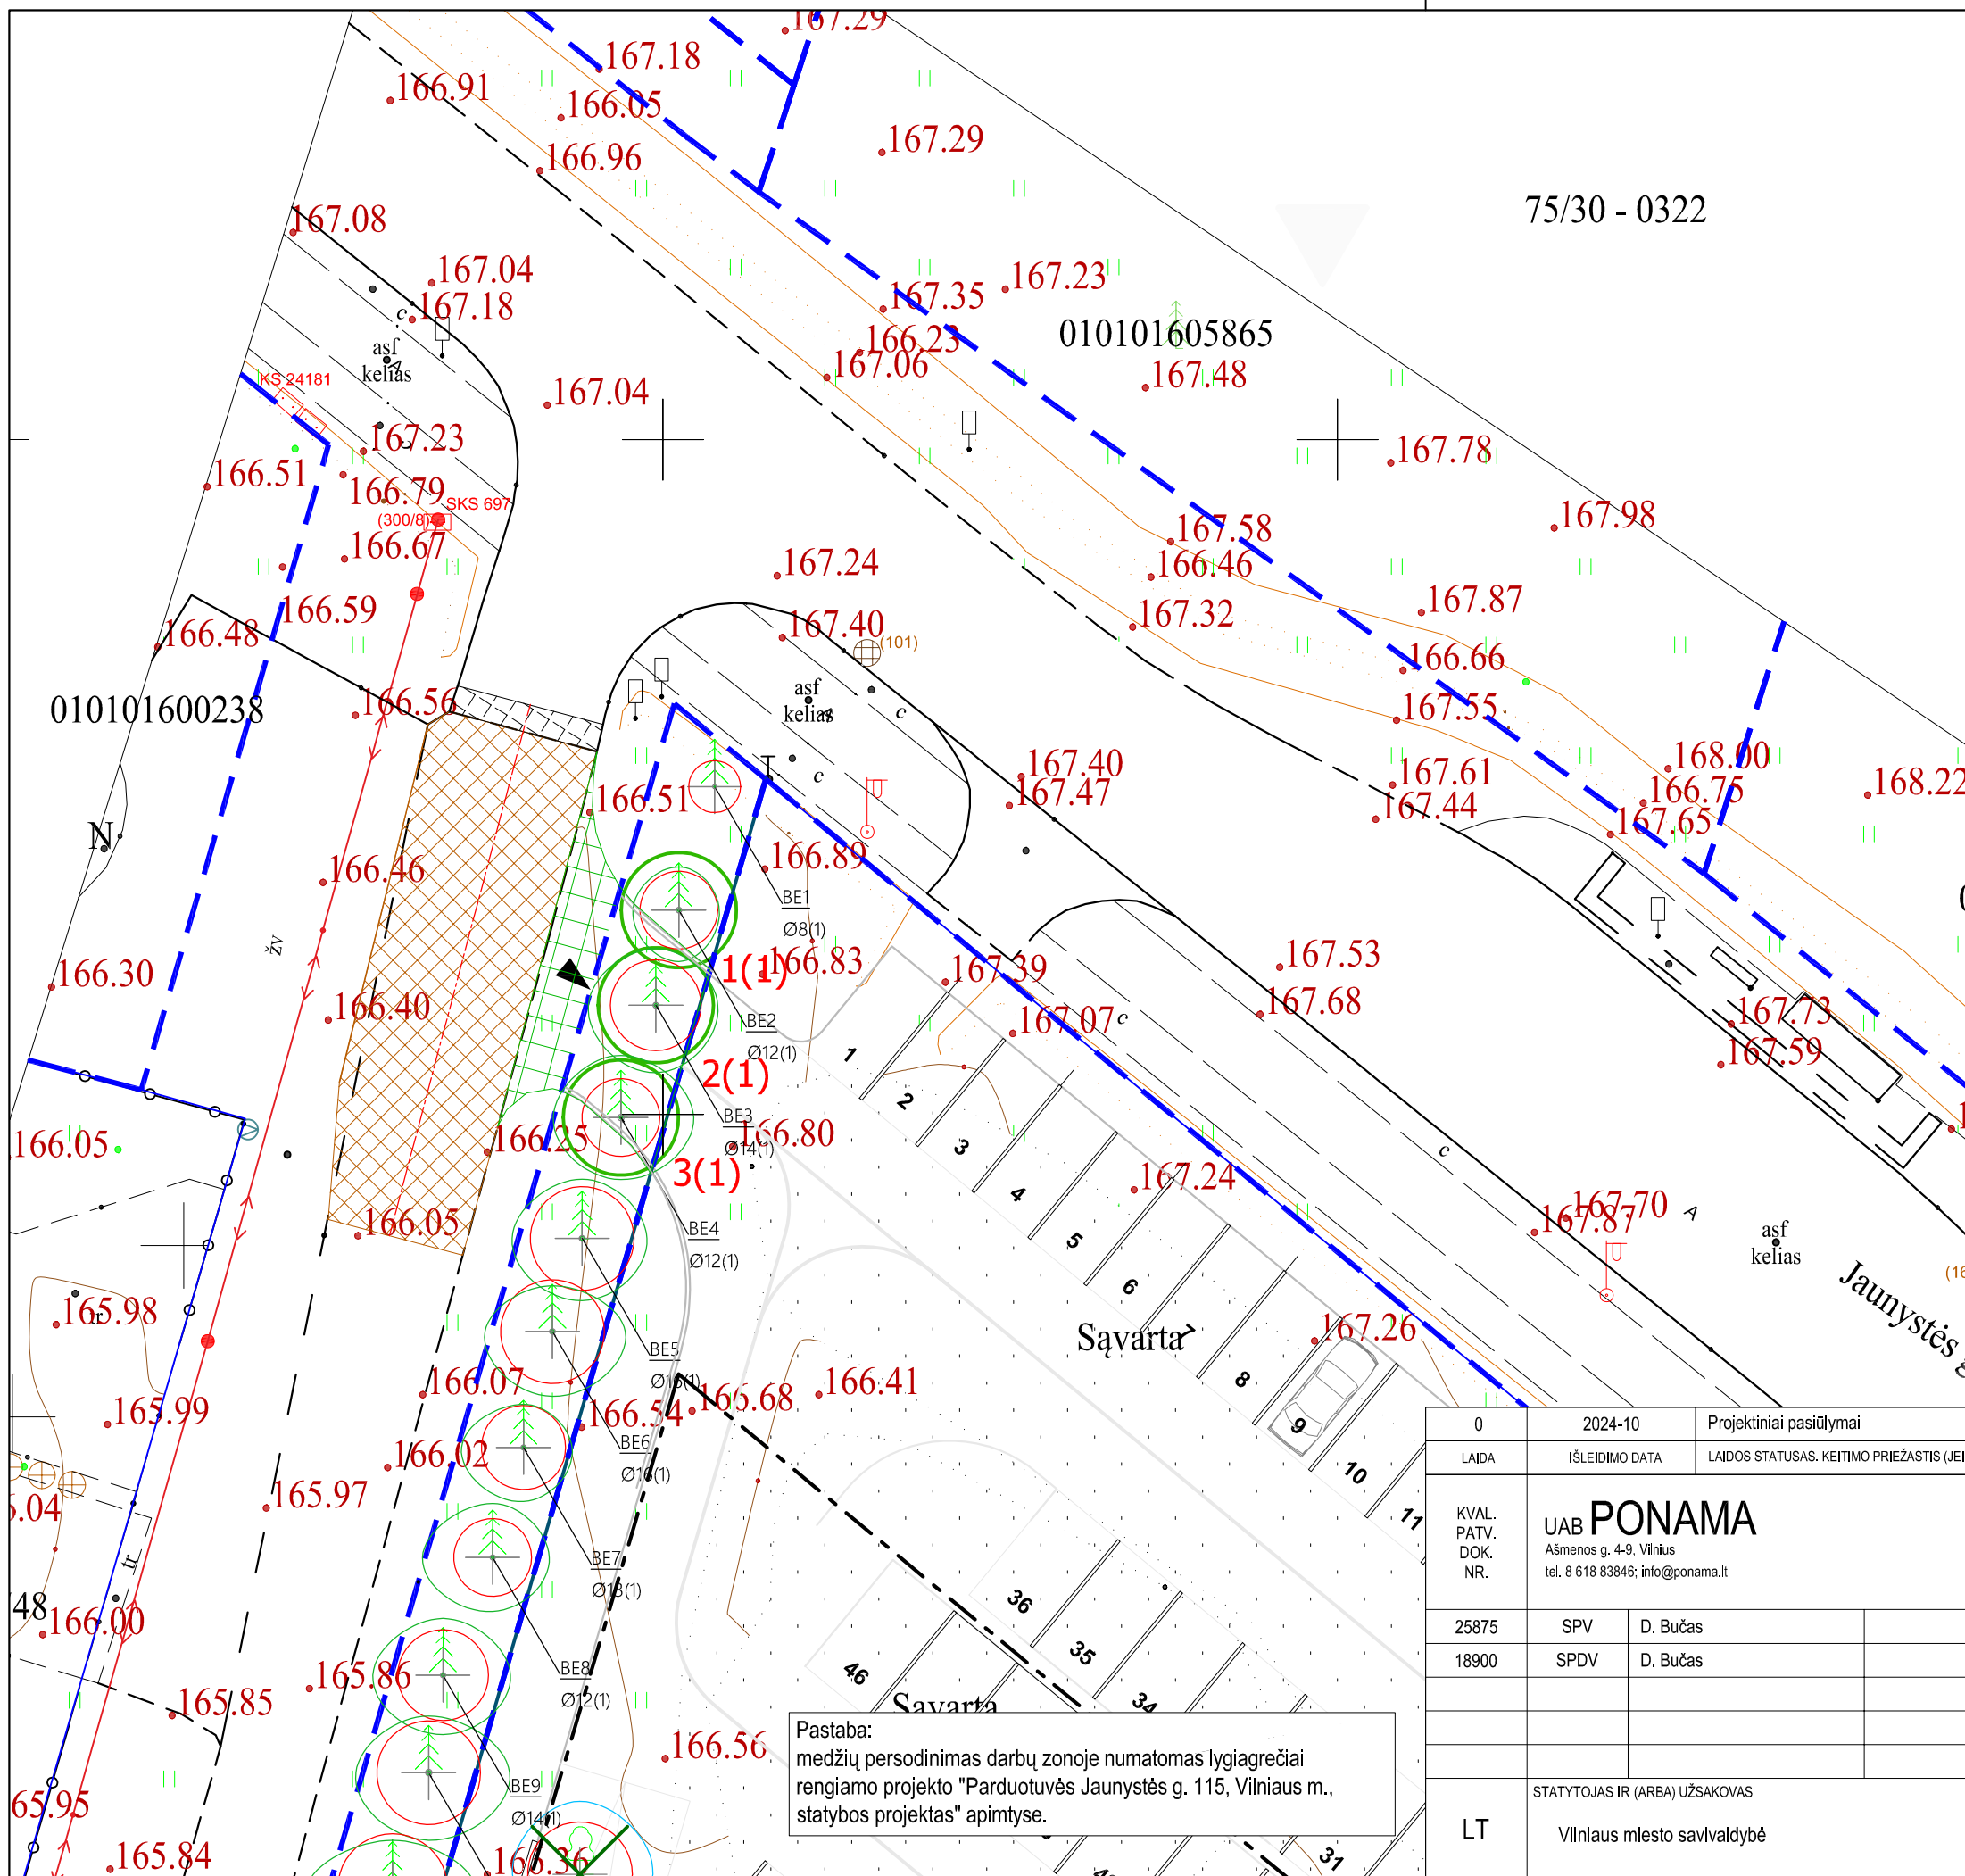 167.29
167.18
166.91
166.05
167.29
166.96
75/30 - 0322
167.08
167.04
167.23
167.18
167.35
c
010101605865
166.23
asf
kelias
A
167.06
KS 24181
167.48
167.04
167.23
c
167.78
166.51
166.79
SKS 697
(300/8)
167.98
167.58
166.67
167.24
166.46
166.59
167.87
167.32
166.48
167.40
(101)
166.66
asf
kelias
A
c
010101600238
166.56
167.55
168.00
c
167.40
167.61
168.22
166.51
167.47
166.75
167.44
167.65
N
166.89
166.46
BE1
Ø8(1)
žv
1(1)
166.83
167.39
167.53
166.30
167.68
166.40
BE2
Ø12(1)
167.07
c
167.73
1
167.59
2(1)
2
BE3
Ø14(1)
166.80
166.05
166.25
3
c
3(1)
4
167.24
166.05
BE4
Ø12(1)
5
167.87
167.70
A
asf
kelias
6
Jaunystės g
165.98
tr
Sąvarta
7
167.26
BE5
Ø16(1)
8
166.07
166.68
166.41
165.99
166.54
9
BE6
Ø16(1)
166.02
10
165.97
11
BE7
Ø18(1)
tr
36
166.00
35
46
BE8
Ø12(1)
165.86
34
165.85
Sąvarta
166.56
BE9
Ø14(1)
65.95
165.84
166.36
31
Pastaba:
medžių persodinimas darbų zonoje numatomas lygiagrečiai
rengiamo projekto "Parduotuvės Jaunystės g. 115, Vilniaus m.,
statybos projektas" apimtyse.
0 2024-10 Projektiniai pasiūlymai
LAIDA IŠLEIDIMO DATA LAIDOS STATUSAS. KEITIMO PRIEŽASTIS (JEI
KVAL.
PATV.
DOK.
NR.
UAB PONAMA
Ašmenos g. 4-9, Vilnius
tel. 8 618 83846; info@ponama.lt
25875 SPV D. Bučas
18900 SPDV D. Bučas
STATYTOJAS IR (ARBA) UŽSAKOVAS
LT Vilniaus miesto savivaldybė